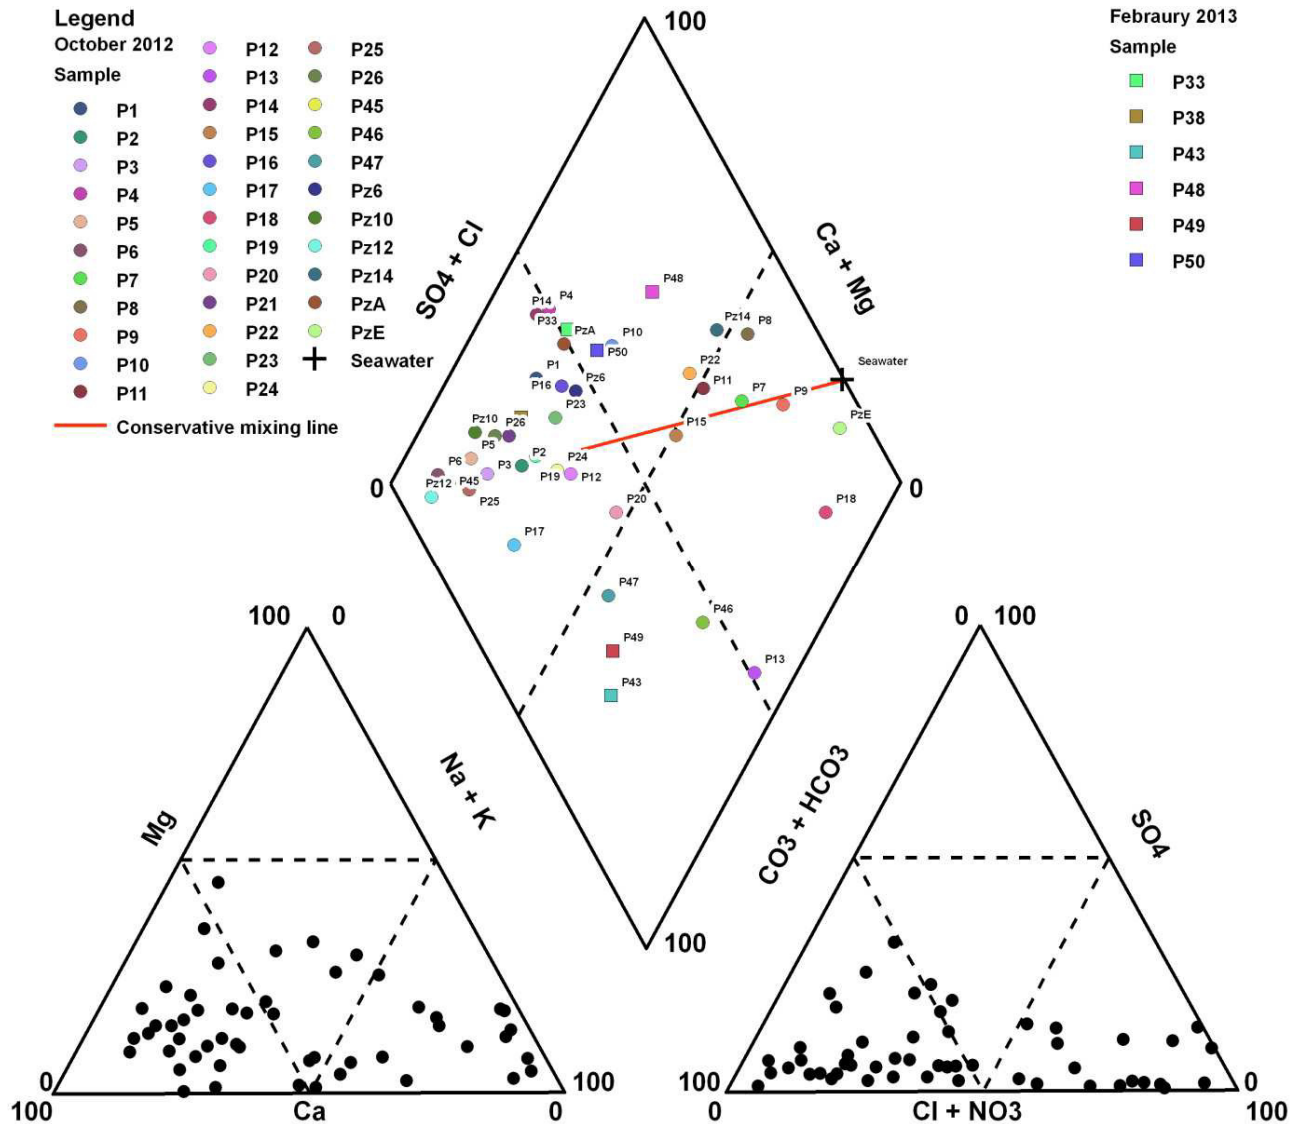 Legend
October 2012
Sample
P1
P2
P3
P4
P5
P6
P7
P8
P9
P10
P11
P12
P13
P14
P15
P16
P17
P18
P19
P20
P21
P22
P23
P24
P25
P26
P45
P46
P47
Pz6
Pz10
Pz12
Pz14
PzA
PzE
Seawater
Conservative mixing line
Febraury 2013
Sample
P33
P38
P43
P48
P49
P50
100
SO4 + Cl
Ca + Mg
P48
P14
P4
P33
PzA
P10
P50
Pz14
P8
P22
Seawater
P1
P16
Pz6
P11
P7
P9
P23
PzE
Pz10
P26
P15
P5
P2
P24
P6
P3
P19
P12
Pz12
P45
P25
0
0
P20
P18
P17
P47
P46
P49
P13
P43
100
100
0
Mg
Na + K
0
100
100
Ca
0
0
100
CO3 + HCO3
SO4
100
0
0
Cl + NO3
100